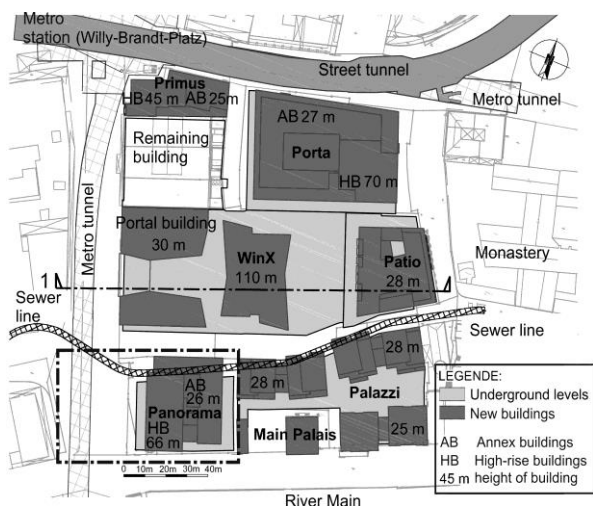 Metro
station (Willy-Brandt-Platz)
Street tunnel
Metro tunnel
Primus
HB 45 m AB 25m
Remaining
building
AB 27 m
Porta
HB 70 m
Portal building
30 m
WinX
110 m
Patio
28 m
Monastery
Metro tunnel
1
Sewer
line
Sewer line
AB
26 m
Panorama
HB
66 m
28 m
28 m
Palazzi
Main Palais
25 m
0 10m 20m 30m 40m
River Main
LEGENDE:
Underground levels
New buildings
AB Annex buildings
HB High-rise buildings
45 m height of building